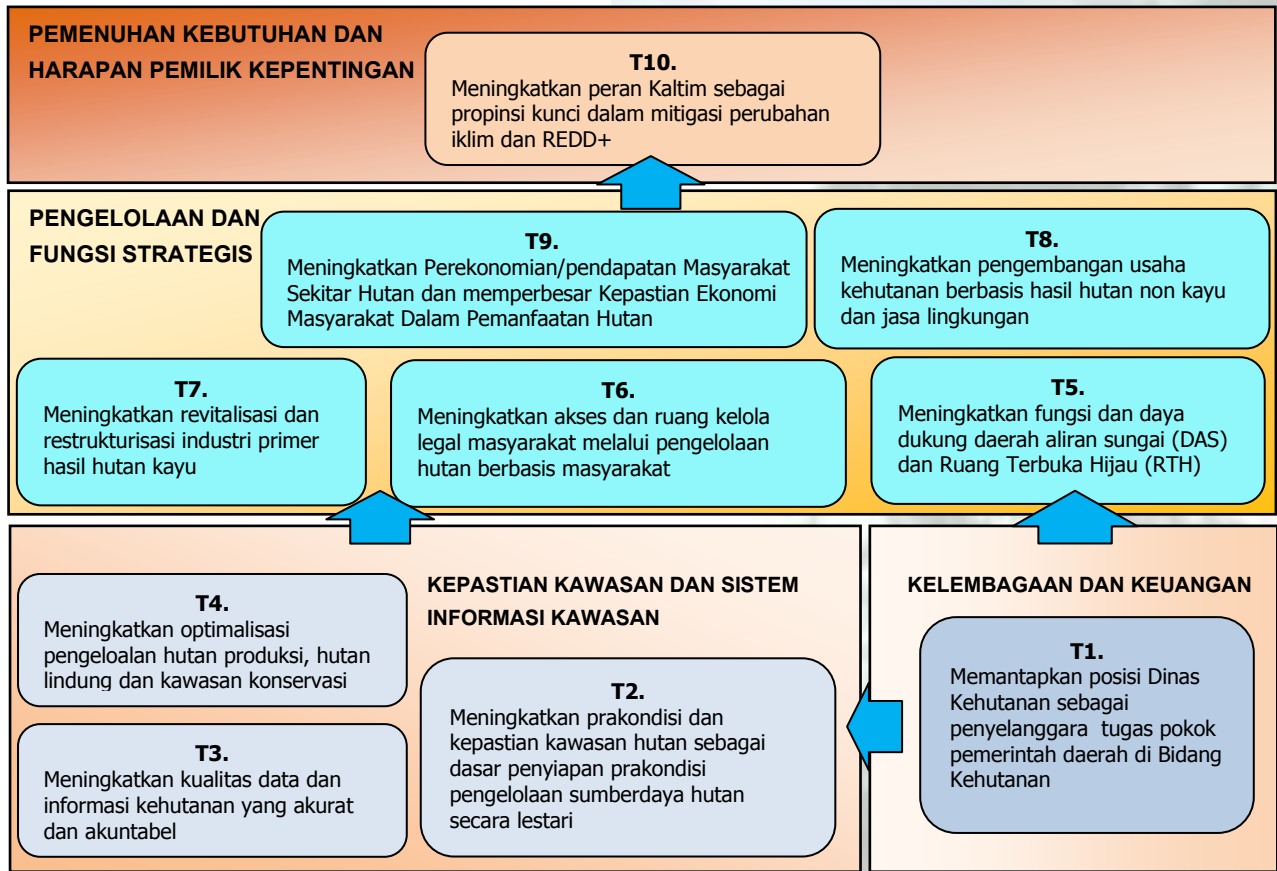 PEMENUHAN KEBUTUHAN DAN
HARAPAN PEMILIK KEPENTINGAN
T10.
Meningkatkan peran Kaltim sebagai
propinsi kunci dalam mitigasi perubahan
iklim dan REDD+
PENGELOLAAN DAN
FUNGSI STRATEGIS
T9.
Meningkatkan Perekonomian/pendapatan Masyarakat
Sekitar Hutan dan memperbesar Kepastian Ekonomi
Masyarakat Dalam Pemanfaatan Hutan
T8.
Meningkatkan pengembangan usaha
kehutanan berbasis hasil hutan non kayu
dan jasa lingkungan
T7.
Meningkatkan revitalisasi dan
restrukturisasi industri primer
hasil hutan kayu
T6.
Meningkatkan akses dan ruang kelola
legal masyarakat melalui pengelolaan
hutan berbasis masyarakat
T5.
Meningkatkan fungsi dan daya
dukung daerah aliran sungai (DAS)
dan Ruang Terbuka Hijau (RTH)
KEPASTIAN KAWASAN DAN SISTEM
INFORMASI KAWASAN
T4.
Meningkatkan optimalisasi
pengeloalan hutan produksi, hutan
lindung dan kawasan konservasi
T3.
Meningkatkan kualitas data dan
informasi kehutanan yang akurat
dan akuntabel
T2.
Meningkatkan prakondisi dan
kepastian kawasan hutan sebagai
dasar penyiapan prakondisi
pengelolaan sumberdaya hutan
secara lestari
KELEMBAGAAN DAN KEUANGAN
T1.
Memantapkan posisi Dinas
Kehutanan sebagai
penyelanggara tugas pokok
pemerintah daerah di Bidang
Kehutanan